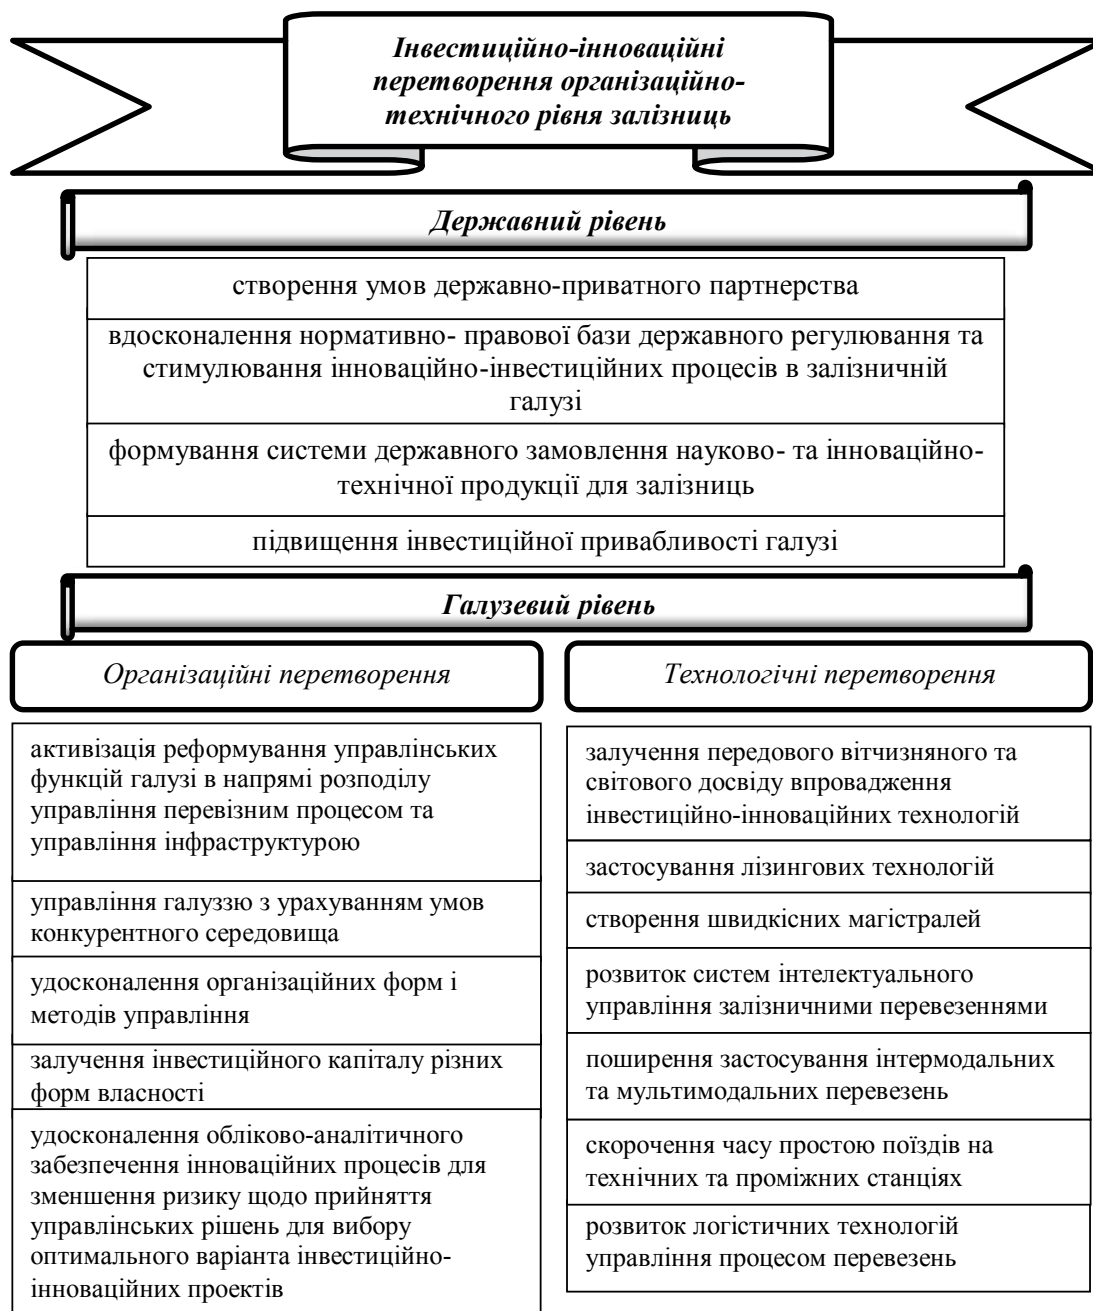 Інвестиційно-інноваційні
перетворення організаційно-
технічного рівня залізниць
Державний рівень
створення умов державно-приватного партнерства
вдосконалення нормативно- правової бази державного регулювання та
стимулювання інноваційно-інвестиційних процесів в залізничній
галузі
формування системи державного замовлення науково- та інноваційно-
технічної продукції для залізниць
підвищення інвестиційної привабливості галузі
Галузевий рівень
Організаційні перетворення
активізація реформування управлінських
функцій галузі в напрямі розподілу
управління перевізним процесом та
управління інфраструктурою
управління галуззю з урахуванням умов
конкурентного середовища
удосконалення організаційних форм і
методів управління
залучення інвестиційного капіталу різних
форм власності
удосконалення обліково-аналітичного
забезпечення інноваційних процесів для
зменшення ризику щодо прийняття
управлінських рішень для вибору
оптимального варіанта інвестиційно-
інноваційних проектів
Технологічні перетворення
залучення передового вітчизняного та
світового досвіду впровадження
інвестиційно-інноваційних технологій
застосування лізингових технологій
створення швидкісних магістралей
розвиток систем інтелектуального
управління залізничними перевезеннями
поширення застосування інтермодальних
та мультимодальних перевезень
скорочення часу простою поїздів на
технічних та проміжних станціях
розвиток логістичних технологій
управління процесом перевезень